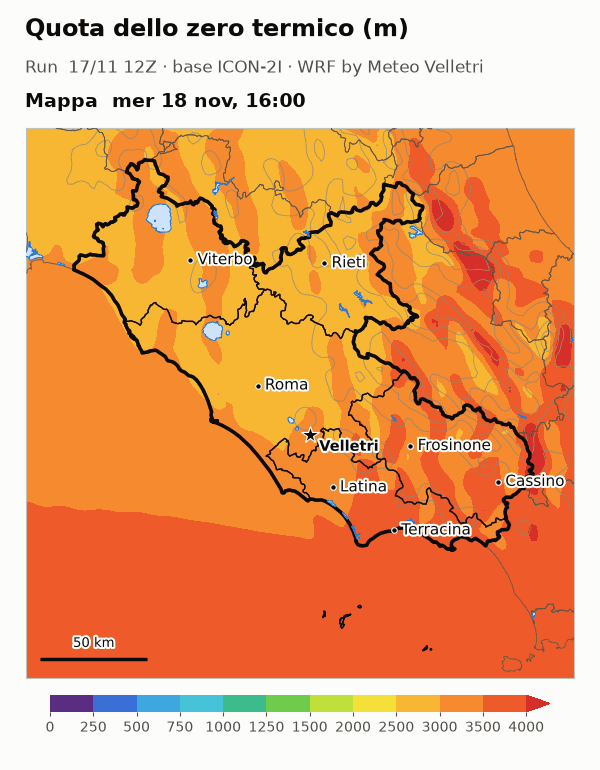 Quota dello zero termico (m)
Run  17/11 12Z · base ICON-2I · WRF by Meteo Velletri
Mappa  mer 18 nov, 16:00
Viterbo
Rieti
Roma
Velletri
Frosinone
Latina
Cassino
Terracina
50 km
0 250 500 750 1000 1250 1500 2000 2500 3000 3500 4000